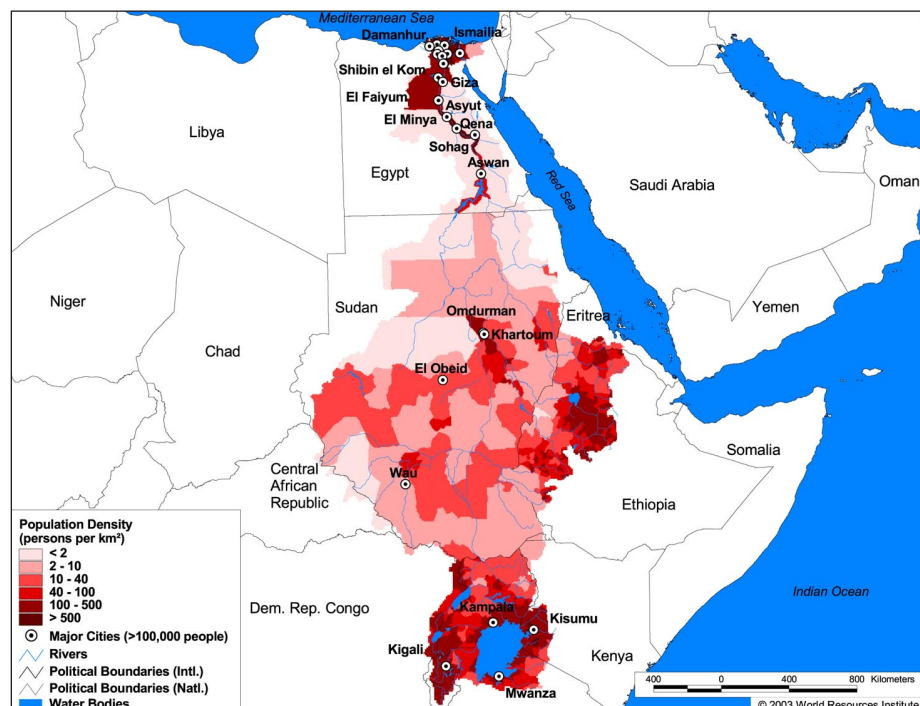 Mediterranean Sea
Damanhur
Ismailia
Shibin el Kom
Giza
El Faiyum
Asyut
El Minya
Qena
Sohag
Libya
Egypt
Aswan
Red Sea
Saudi Arabia
Oman
Niger
Sudan
Omdurman
Eritrea
Yemen
Khartoum
Chad
El Obeid
Somalia
Central
African
Republic
Wau
Ethiopia
Indian Ocean
Dem. Rep. Congo
Kampala
Kisumu
Kigali
Kenya
Mwanza
Population Density
(persons per km²)
< 2
2 - 10
10 - 40
40 - 100
100 - 500
> 500
Major Cities (>100,000 people)
Rivers
Political Boundaries (Intl.)
Political Boundaries (Natl.)
Water Bodies
400 0 400 800 Kilometers
© 2003 World Resources Institute